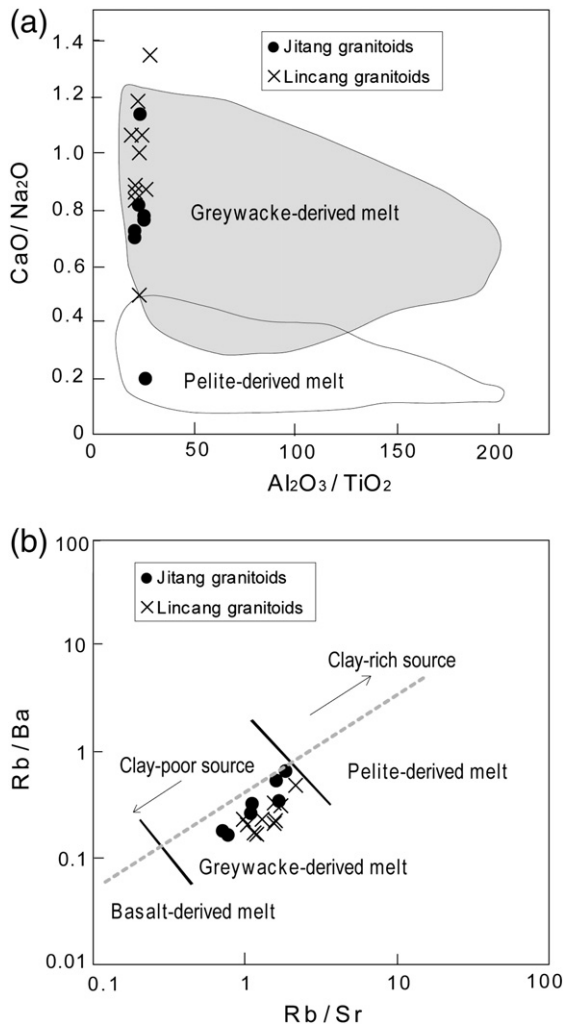 (a)
1.4
1.2
1.0
0.8
0.6
0.4
0.2
0
CaO/Na₂O
Jitang granitoids
Lincang granitoids
Greywacke-derived melt
Pelite-derived melt
0 50 100 150 200
Al₂O₃/TiO₂
(b)
100
10
1
0.1
0.01
Rb/Ba
Jitang granitoids
Lincang granitoids
Clay-rich source
Clay-poor source
Pelite-derived melt
Greywacke-derived melt
Basalt-derived melt
0.1 1 10 100
Rb/Sr